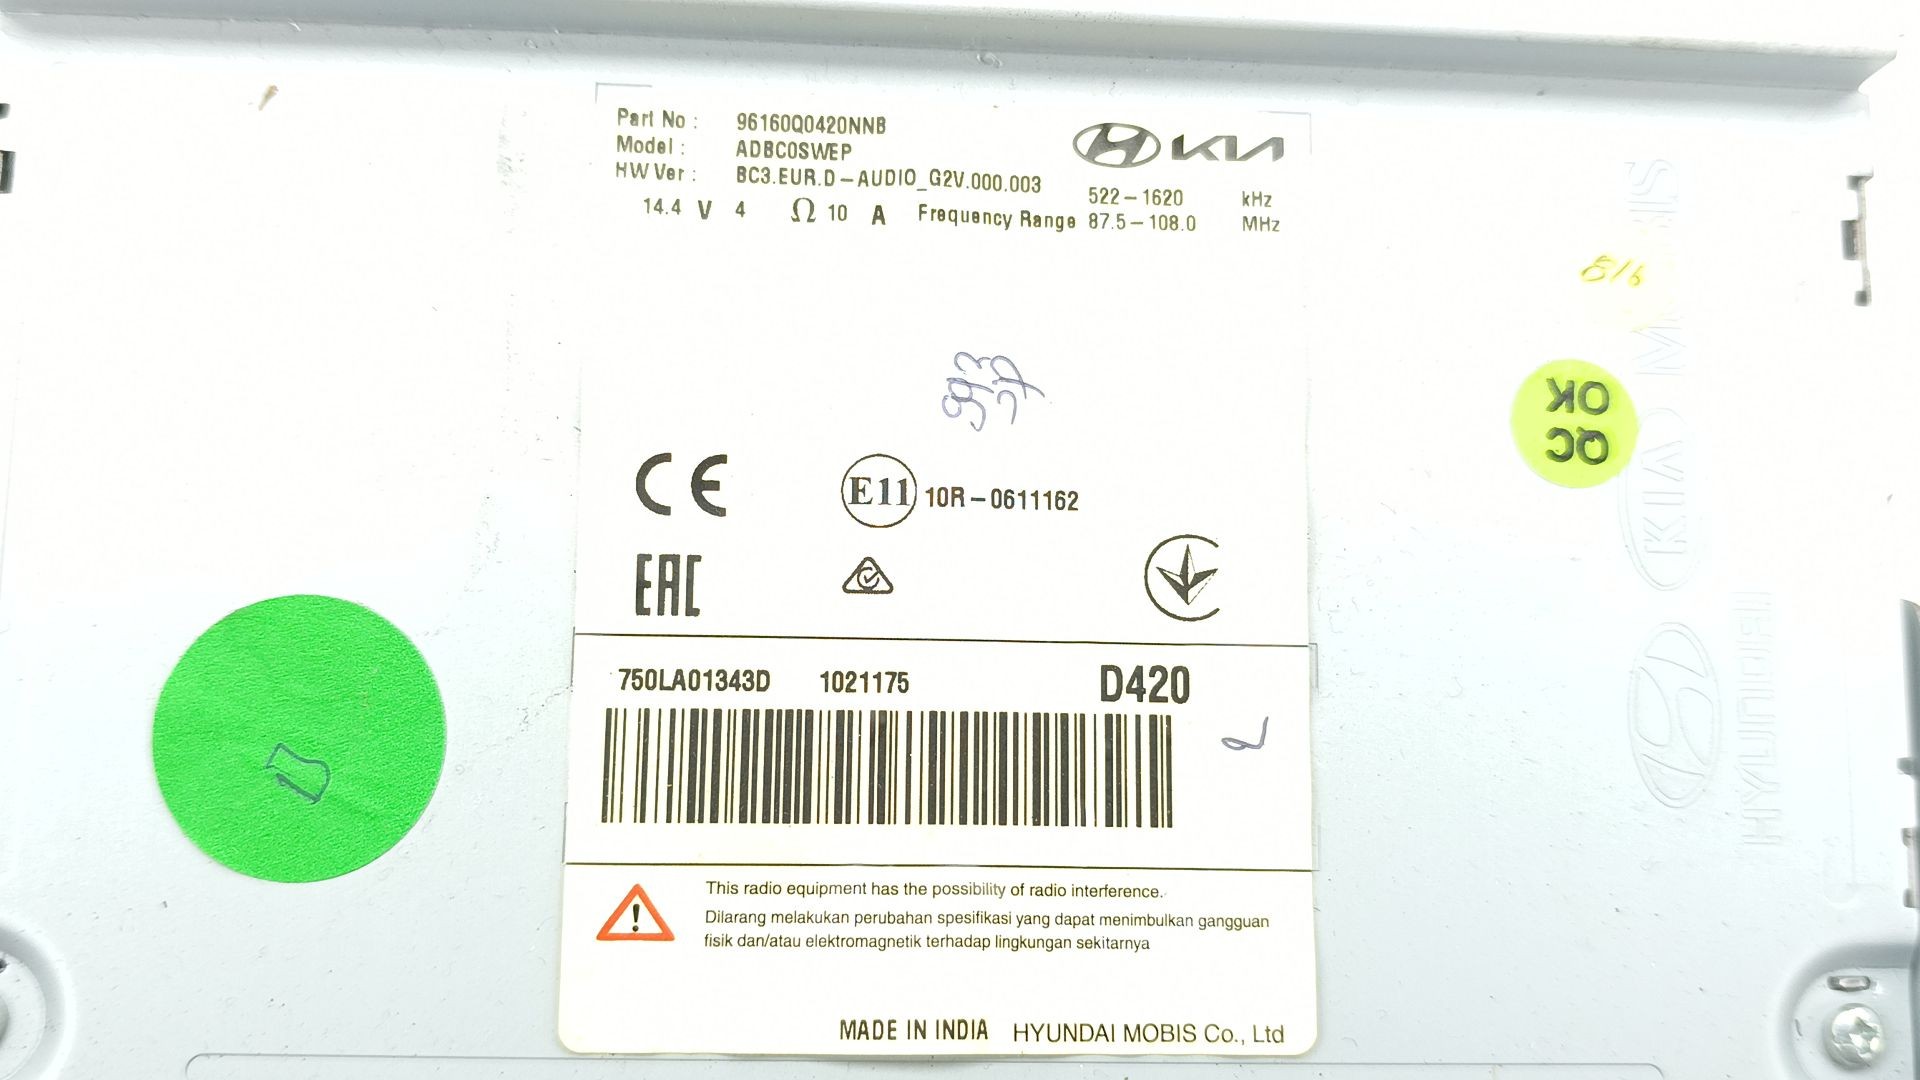 Part No : 96160Q0420NNB
Model : ADBC0SWEP
HW Ver : BC3.EUR.D-AUDIO_G2V.000.003
KIA
522-1620 kHz
14.4 V 4 Ω 10 A Frequency Range 87.5-108.0 MHz
CE
E11 10R-0611162
EAC
750LA01343D 1021175 D420
This radio equipment has the possibility of radio interference.
Dilarang melakukan perubahan spesifikasi yang dapat menimbulkan gangguan
fisik dan/atau elektromagnetik terhadap lingkungan sekitarnya
MADE IN INDIA HYUNDAI MOBIS Co., Ltd
QC
OK
KIA
HYUNDAI